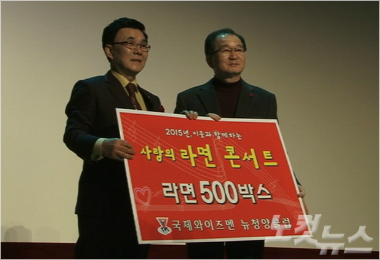 2015년, 이웃과 함께하는
사랑의 라면 콘서트
라면 500박스
국제와이즈멘 뉴정양클럽
노컷뉴스